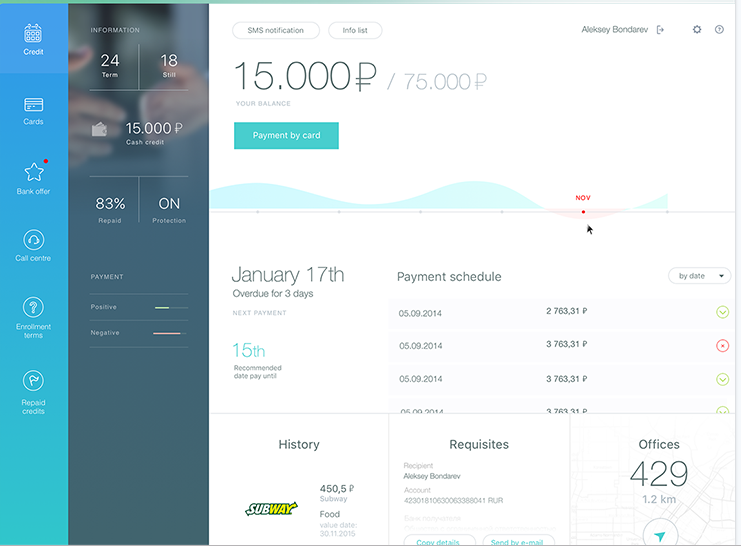 Credit
Cards
Bank offer
Call centre
Enrollment
terms
Repaid
credits
INFORMATION
24
Term
18
Still
15.000 ₽
Cash credit
83%
Repaid
ON
Protection
PAYMENT
Positive
Negative
SMS notification
Info list
Aleksey Bondarev
15.000₽ / 75.000 ₽
YOUR BALANCE
Payment by card
NOV
January 17th
Overdue for 3 days
NEXT PAYMENT
15th
Recommended
date pay until
Payment schedule
by date
05.09.2014 2 763,31 ₽
05.09.2014 3 763,31 ₽
05.09.2014 3 763,31 ₽
05.09.2014 3 763,31 ₽
History
SUBWAY
450,5 ₽
Subway
Food
value date:
30.11.2015
Requisites
Recipient
Aleksey Bondarev
Account
42301810630063388041 RUR
Copy details
Send by e-mail
Offices
429
1.2 km